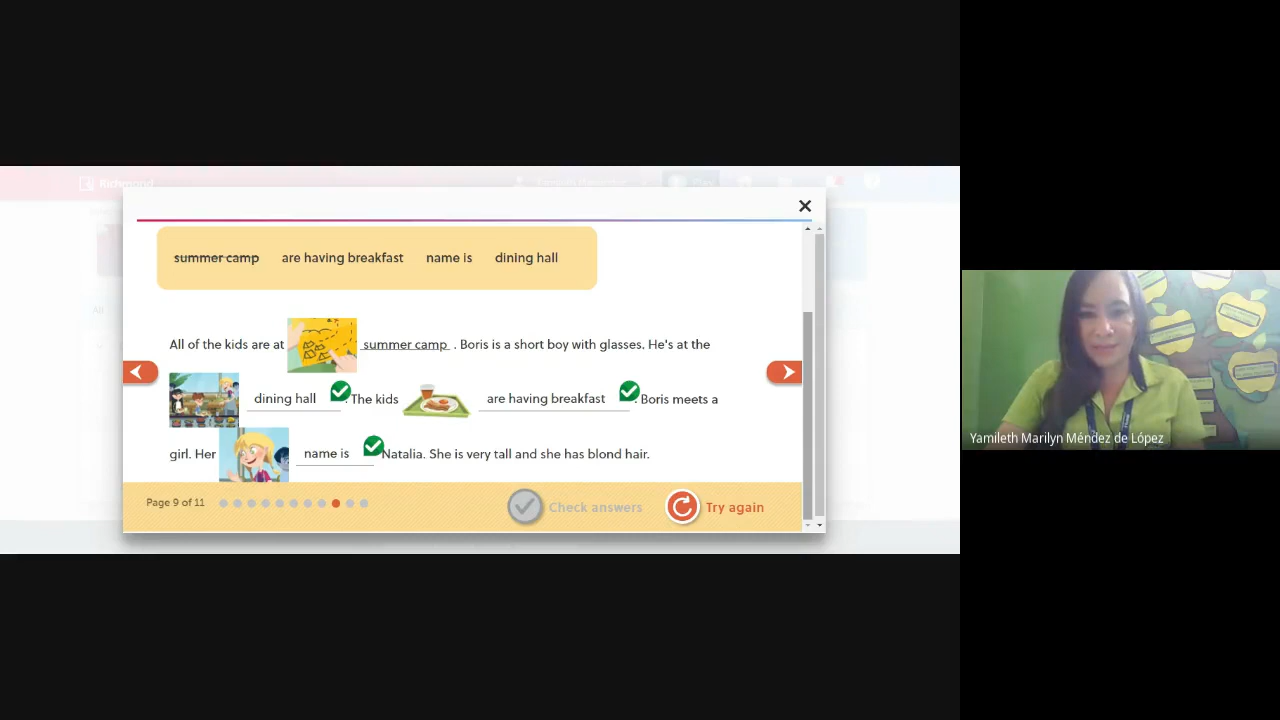 Richmond
summer camp are having breakfast name is dining hall
All of the kids are at summer camp . Boris is a short boy with glasses. He's at the
dining hall . The kids are having breakfast . Boris meets a
girl. Her name is Natalia. She is very tall and she has blond hair.
Page 9 of 11
Check answers
Try again
Yamileth Marilyn Méndez de López